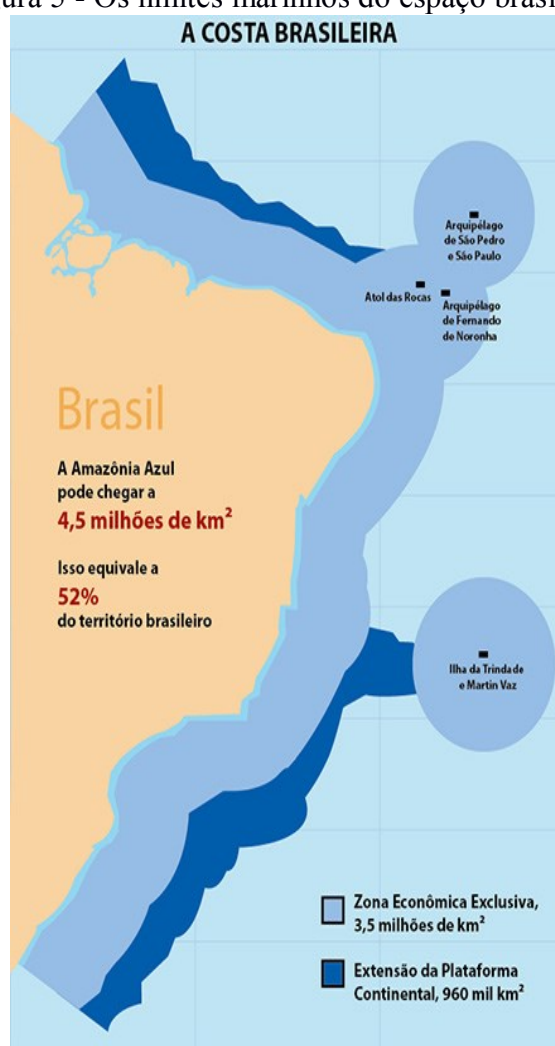 ura 5 - Os limites marinhos do espaço brasil
A COSTA BRASILEIRA
Arquipélago
de São Pedro
e São Paulo
Atol das Rocas
Arquipélago
de Fernando
de Noronha
Brasil
A Amazônia Azul
pode chegar a
4,5 milhões de km²
Isso equivale a
52%
do território brasileiro
Ilha da Trindade
e Martin Vaz
Zona Econômica Exclusiva,
3,5 milhões de km²
Extensão da Plataforma
Continental, 960 mil km²